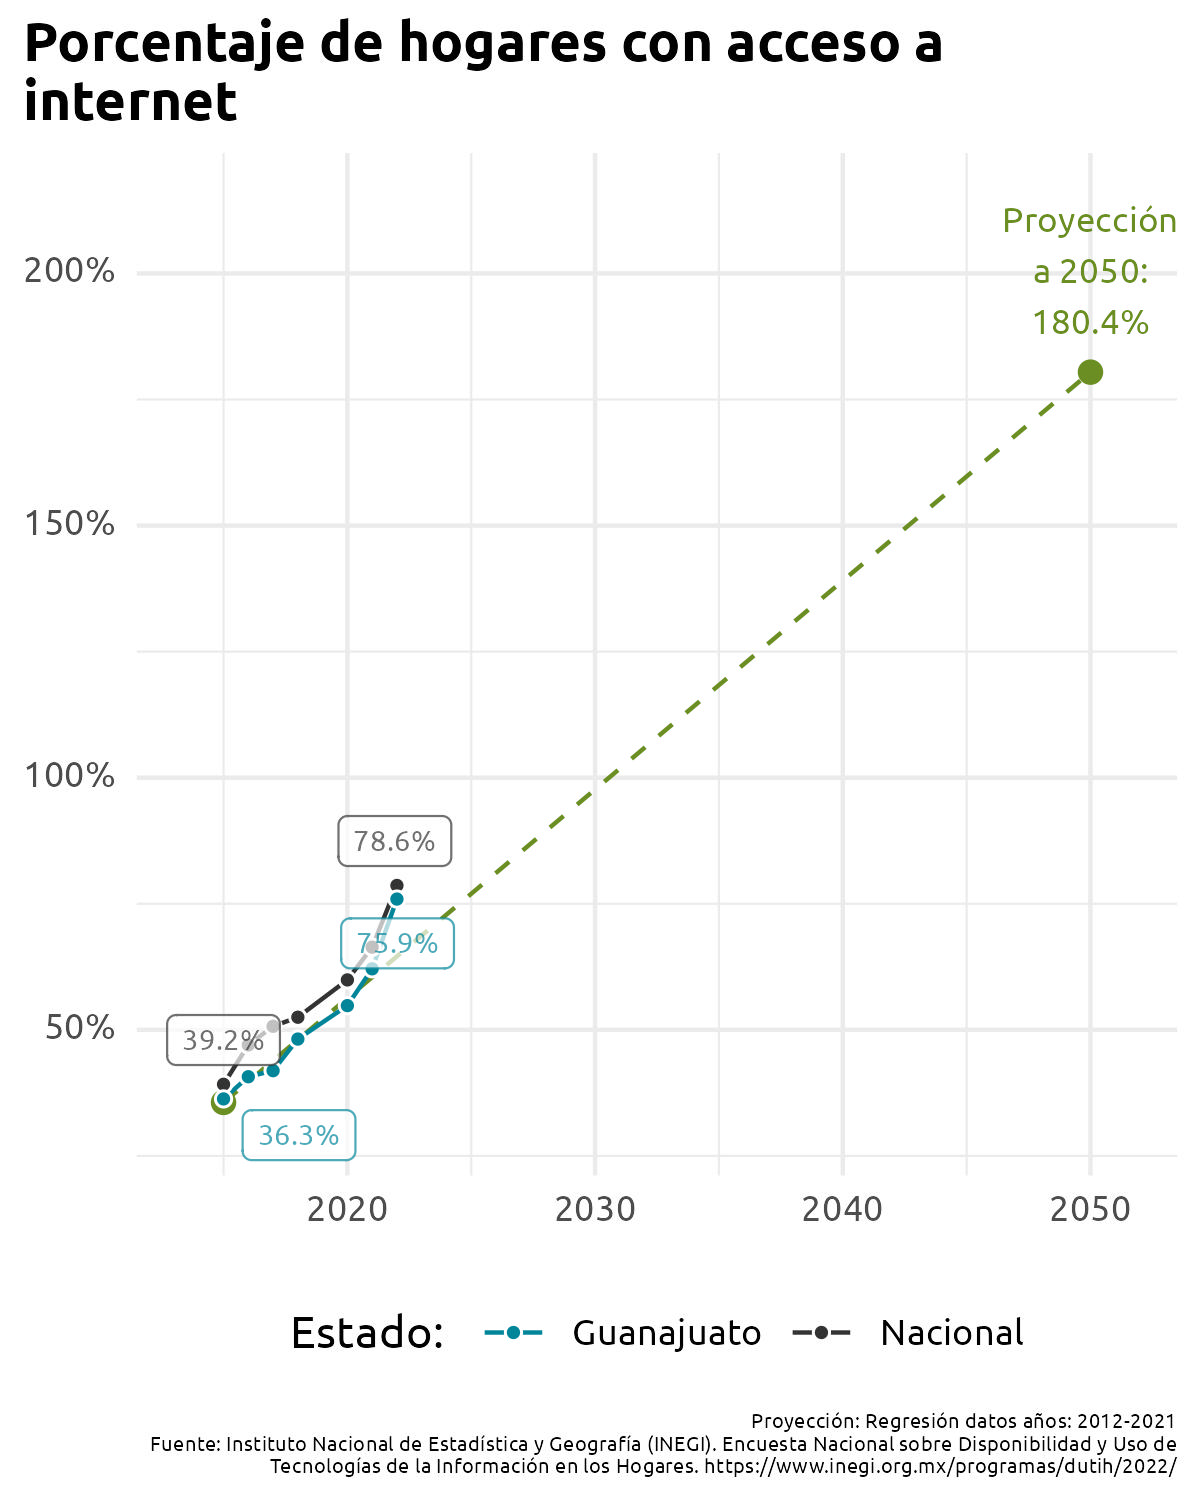 Porcentaje de hogares con acceso a
internet
Proyección
a 2050:
180.4%
200%
150%
100%
50%
78.6%
75.9%
39.2%
36.3%
2020
2030
2040
2050
Estado:
Guanajuato
Nacional
Proyección: Regresión datos años: 2012-2021
Fuente: Instituto Nacional de Estadística y Geografía (INEGI). Encuesta Nacional sobre Disponibilidad y Uso de
Tecnologías de la Información en los Hogares. https://www.inegi.org.mx/programas/dutih/2022/